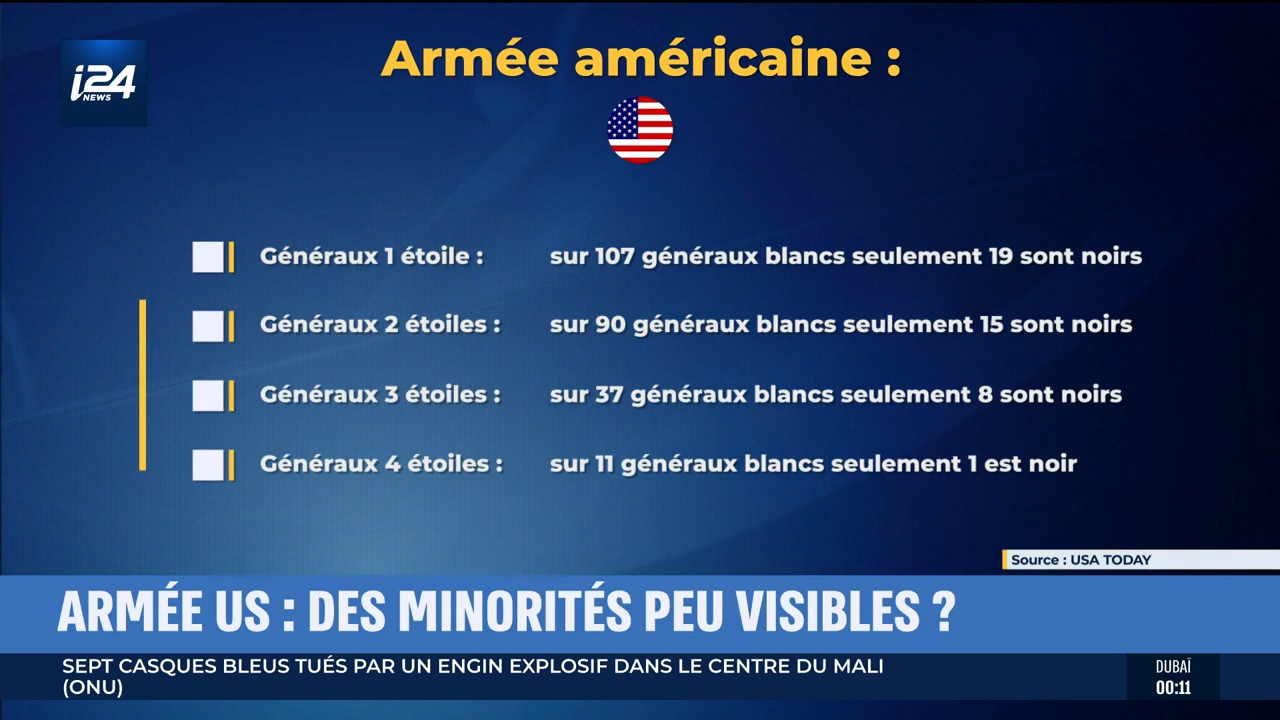 i24
NEWS
Armée américaine :
Généraux 1 étoile : sur 107 généraux blancs seulement 19 sont noirs
Généraux 2 étoiles : sur 90 généraux blancs seulement 15 sont noirs
Généraux 3 étoiles : sur 37 généraux blancs seulement 8 sont noirs
Généraux 4 étoiles : sur 11 généraux blancs seulement 1 est noir
Source : USA TODAY
ARMÉE US : DES MINORITÉS PEU VISIBLES ?
SEPT CASQUES BLEUS TUÉS PAR UN ENGIN EXPLOSIF DANS LE CENTRE DU MALI
(ONU)
DUBAÏ
00:11